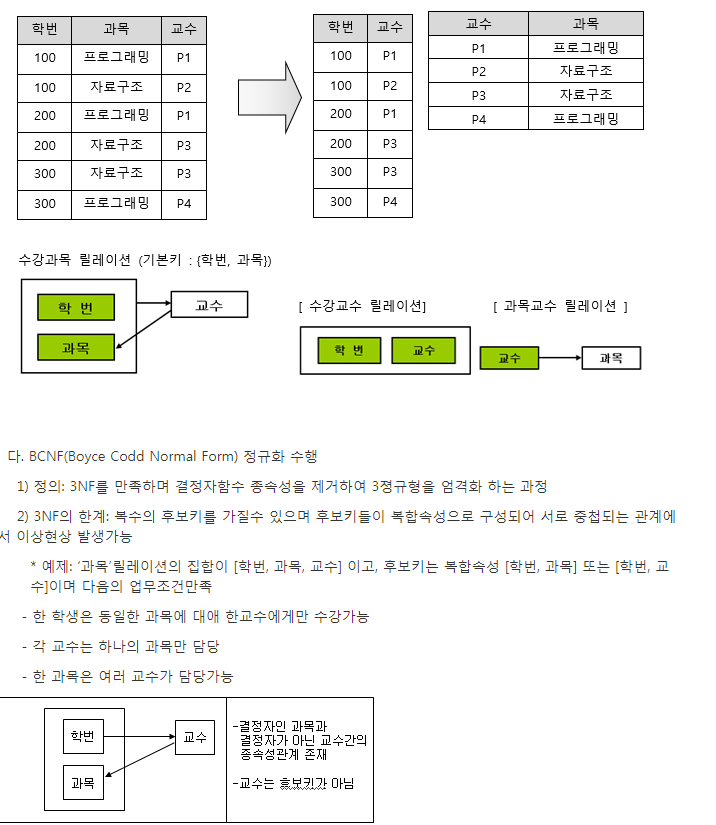 학번 과목 교수
100 프로그래밍 P1
100 자료구조 P2
200 프로그래밍 P1
200 자료구조 P3
300 자료구조 P3
300 프로그래밍 P4
학번 교수
100 P1
100 P2
200 P1
200 P3
300 P3
300 P4
교수 과목
P1 프로그래밍
P2 자료구조
P3 자료구조
P4 프로그래밍
수강과목 릴레이션 (기본키 : {학번, 과목})
학 번
과목
교수
[ 수강교수 릴레이션]
학 번 교수
[ 과목교수 릴레이션 ]
교수 과목
다. BCNF(Boyce Codd Normal Form) 정규화 수행
1) 정의: 3NF를 만족하며 결정자함수 종속성을 제거하여 3졍규형을 엄격화 하는 과정
2) 3NF의 한계: 복수의 후보키를 가질수 있으며 후보키들이 복합속성으로 구성되어 서로 중첩되는 관계에
서 이상현상 발생가능
* 예제: ‘과목’릴레이션의 집합이 [학번, 과목, 교수] 이고, 후보키는 복합속성 [학번, 과목] 또는 [학번, 교
수]이며 다음의 업무조건만족
- 한 학생은 동일한 과목에 대애 한교수에게만 수강가능
- 각 교수는 하나의 과목만 담당
- 한 과목은 여러 교수가 담당가능
학번
과목
교수
-결정자인 과목과
결정자가 아닌 교수간의
종속성관계 존재
-교수는 효보키가 아님